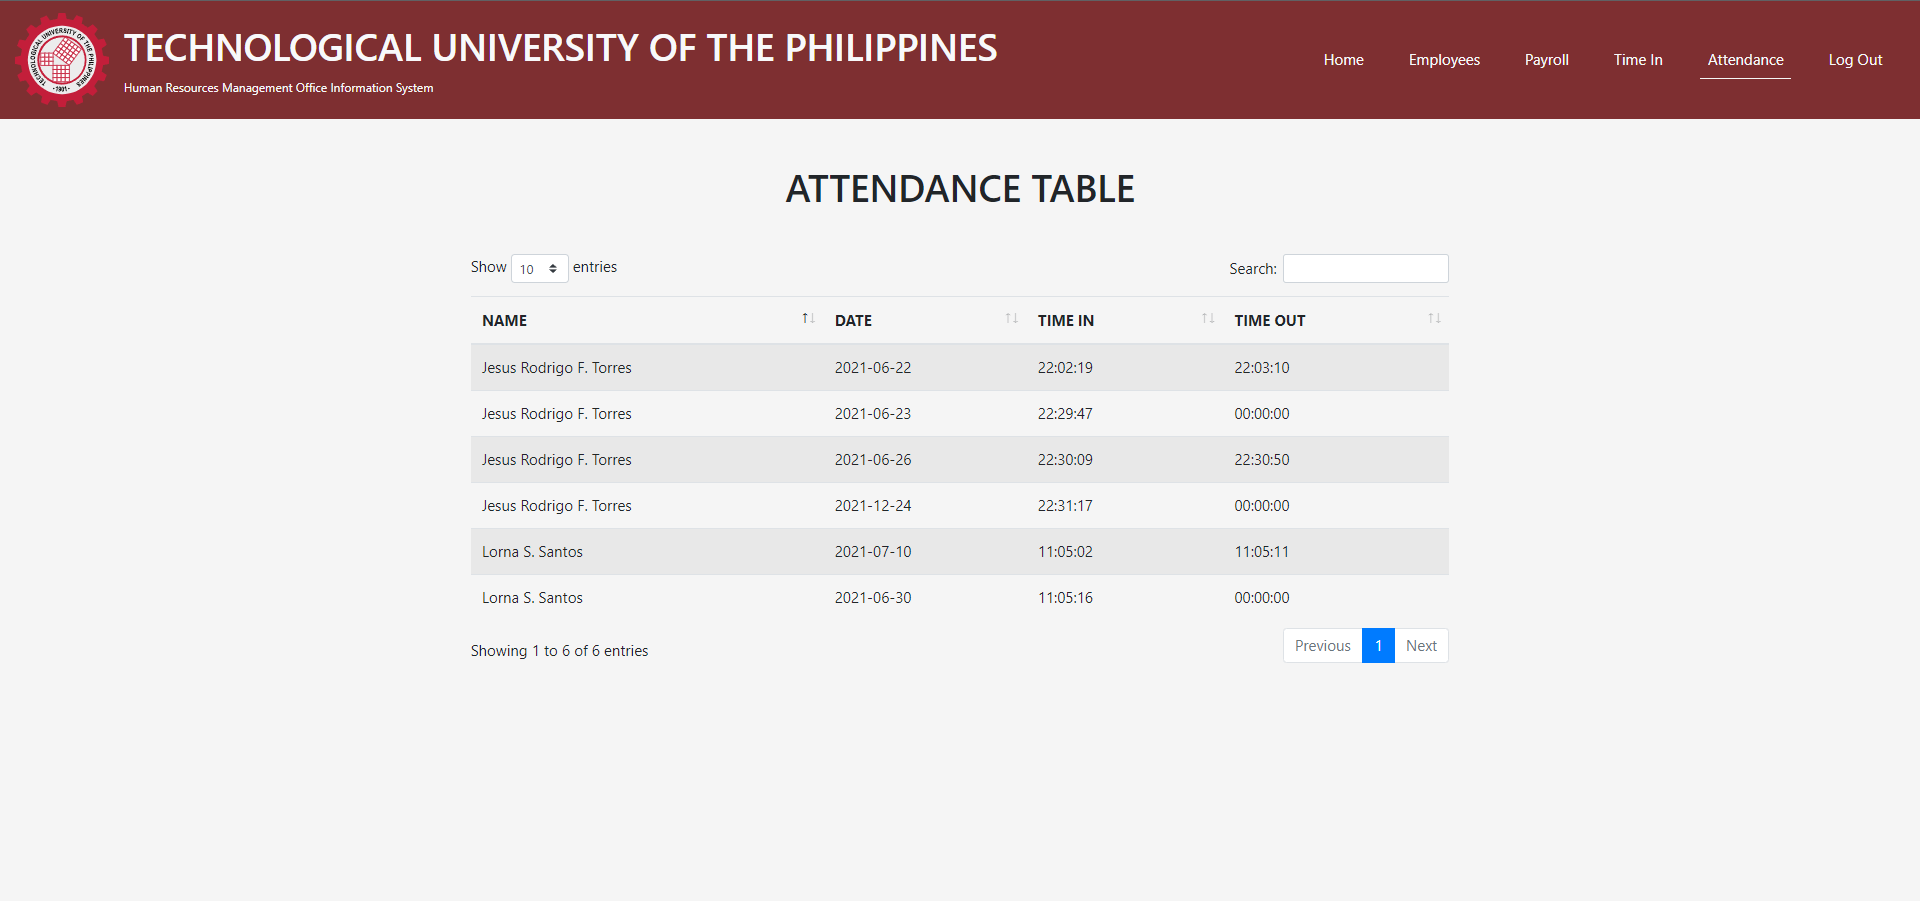 TECHNOLOGICAL UNIVERSITY OF THE PHILIPPINES
-1901-
TECHNOLOGICAL UNIVERSITY OF THE PHILIPPINES
Human Resources Management Office Information System
Home Employees Payroll Time In Attendance Log Out
ATTENDANCE TABLE
Show 10 entries Search:
NAME ↑↓ DATE ↑↓ TIME IN ↑↓ TIME OUT ↑↓
Jesus Rodrigo F. Torres 2021-06-22 22:02:19 22:03:10
Jesus Rodrigo F. Torres 2021-06-23 22:29:47 00:00:00
Jesus Rodrigo F. Torres 2021-06-26 22:30:09 22:30:50
Jesus Rodrigo F. Torres 2021-12-24 22:31:17 00:00:00
Lorna S. Santos 2021-07-10 11:05:02 11:05:11
Lorna S. Santos 2021-06-30 11:05:16 00:00:00
Showing 1 to 6 of 6 entries Previous 1 Next